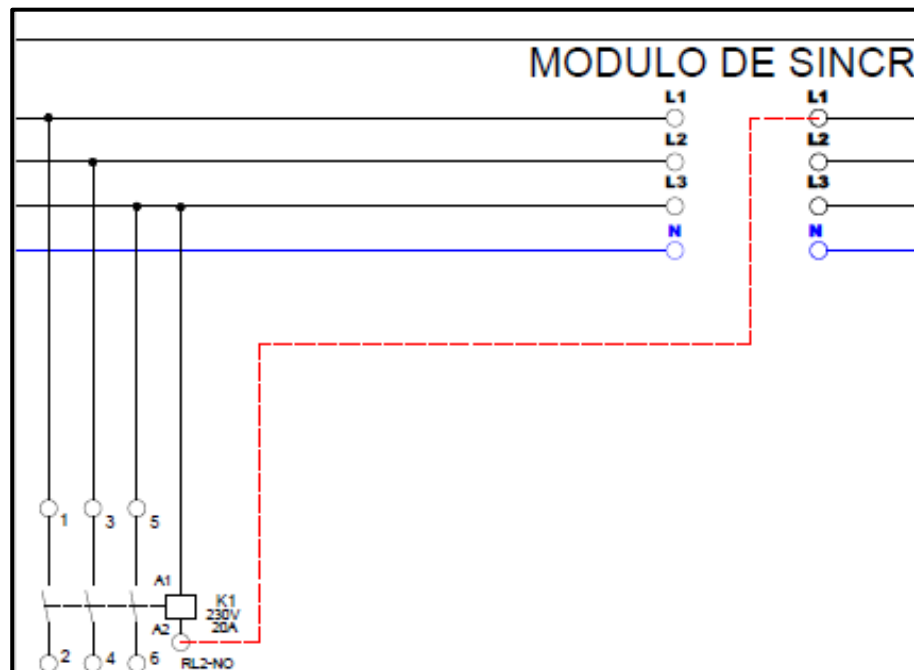 MODULO DE SINCR
L1 L1
L2 L2
L3 L3
N N
1 3 5
A1
K1
230V
20A
A2
2 4 6 RL2-NO